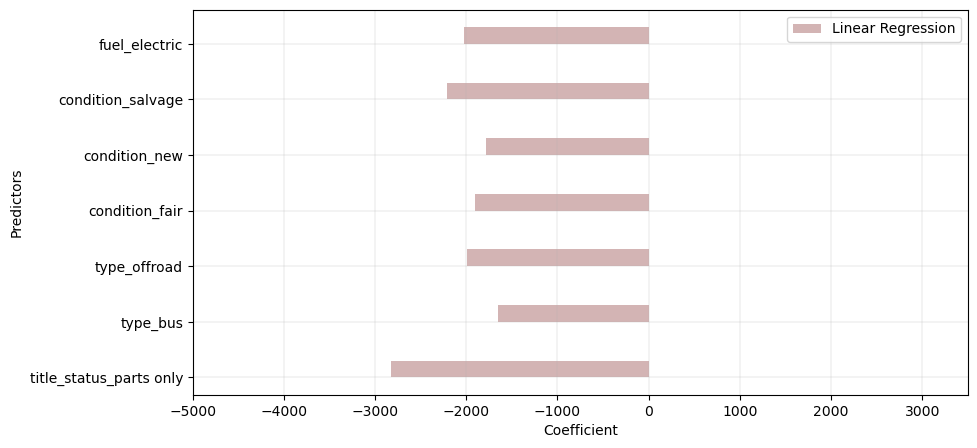 Linear Regression
Predictors
fuel_electric
condition_salvage
condition_new
condition_fair
type_offroad
type_bus
title_status_parts only
−5000 −4000 −3000 −2000 −1000 0 1000 2000 3000
Coefficient